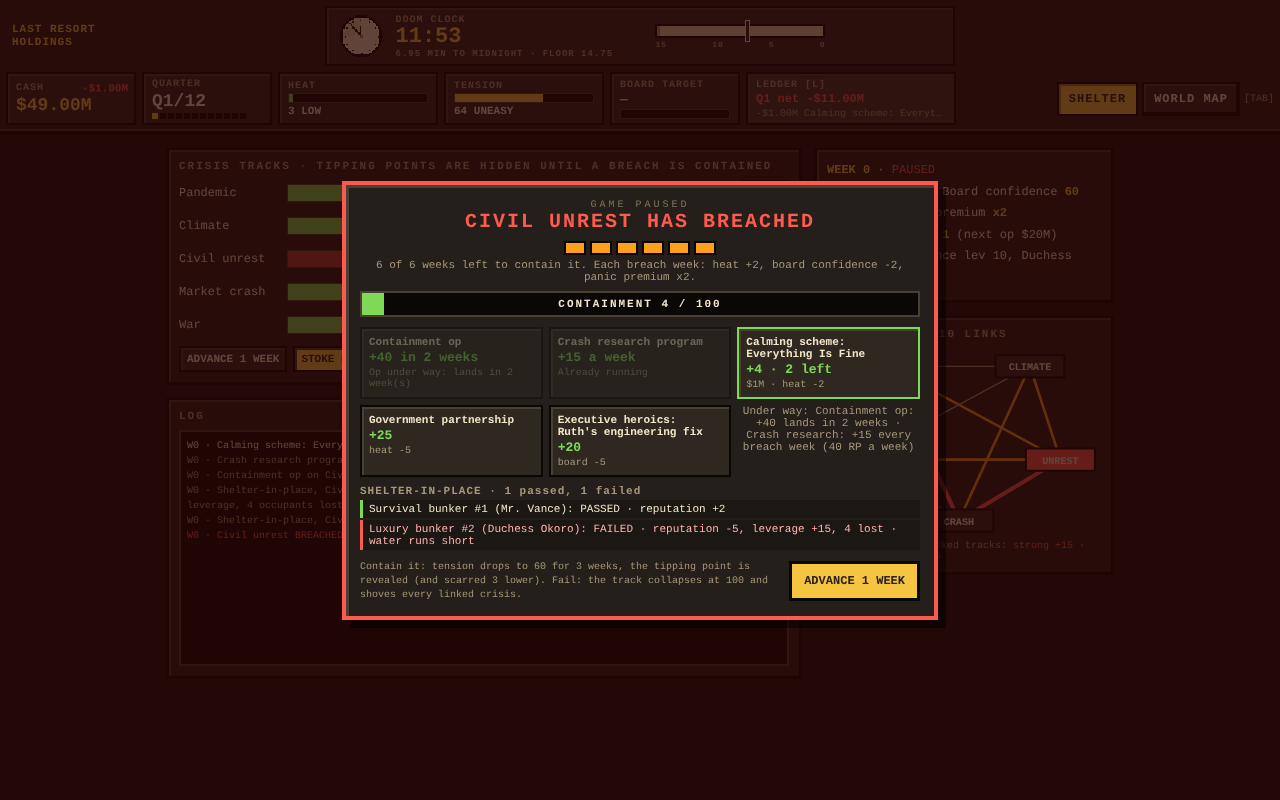 LAST RESORT
HOLDINGS
DOOM CLOCK
11:53
6.95 MIN TO MIDNIGHT · FLOOR 14.75
15 10 5 0
CASH -$1.00M
$49.00M
QUARTER
Q1/12
HEAT
3 LOW
TENSION
64 UNEASY
BOARD TARGET
—
LEDGER [L]
Q1 net -$11.00M
-$1.00M Calming scheme: Everyt…
SHELTER
WORLD MAP
[TAB]
CRISIS TRACKS · TIPPING POINTS ARE HIDDEN UNTIL A BREACH IS CONTAINED
Pandemic
Climate
Civil unrest
Market crash
War
ADVANCE 1 WEEK
STOKE
LOG
W0 · Calming scheme: Every
W0 · Crash research progra
W0 · Containment op on Civ
W0 · Shelter-in-place, Civ
leverage, 4 occupants lost
W0 · Shelter-in-place, Civ
W0 · Civil unrest BREACHED
WEEK 0 · PAUSED
Board confidence 60
premium x2
1 (next op $20M)
lev 10, Duchess
10 LINKS
CLIMATE
UNREST
CRASH
tracks: strong +15 ·
GAME PAUSED
CIVIL UNREST HAS BREACHED
6 of 6 weeks left to contain it. Each breach week: heat +2, board confidence -2,
panic premium x2.
CONTAINMENT 4 / 100
Containment op
+40 in 2 weeks
Op under way: lands in 2
week(s)
Crash research program
+15 a week
Already running
Calming scheme:
Everything Is Fine
+4 · 2 left
$1M · heat -2
Government partnership
+25
heat -5
Executive heroics:
Ruth's engineering fix
+20
board -5
Under way: Containment op:
+40 lands in 2 weeks ·
Crash research: +15 every
breach week (40 RP a week)
SHELTER-IN-PLACE · 1 passed, 1 failed
Survival bunker #1 (Mr. Vance): PASSED · reputation +2
Luxury bunker #2 (Duchess Okoro): FAILED · reputation -5, leverage +15, 4 lost ·
water runs short
Contain it: tension drops to 60 for 3 weeks, the tipping point is
revealed (and scarred 3 lower). Fail: the track collapses at 100 and
shoves every linked crisis.
ADVANCE 1 WEEK